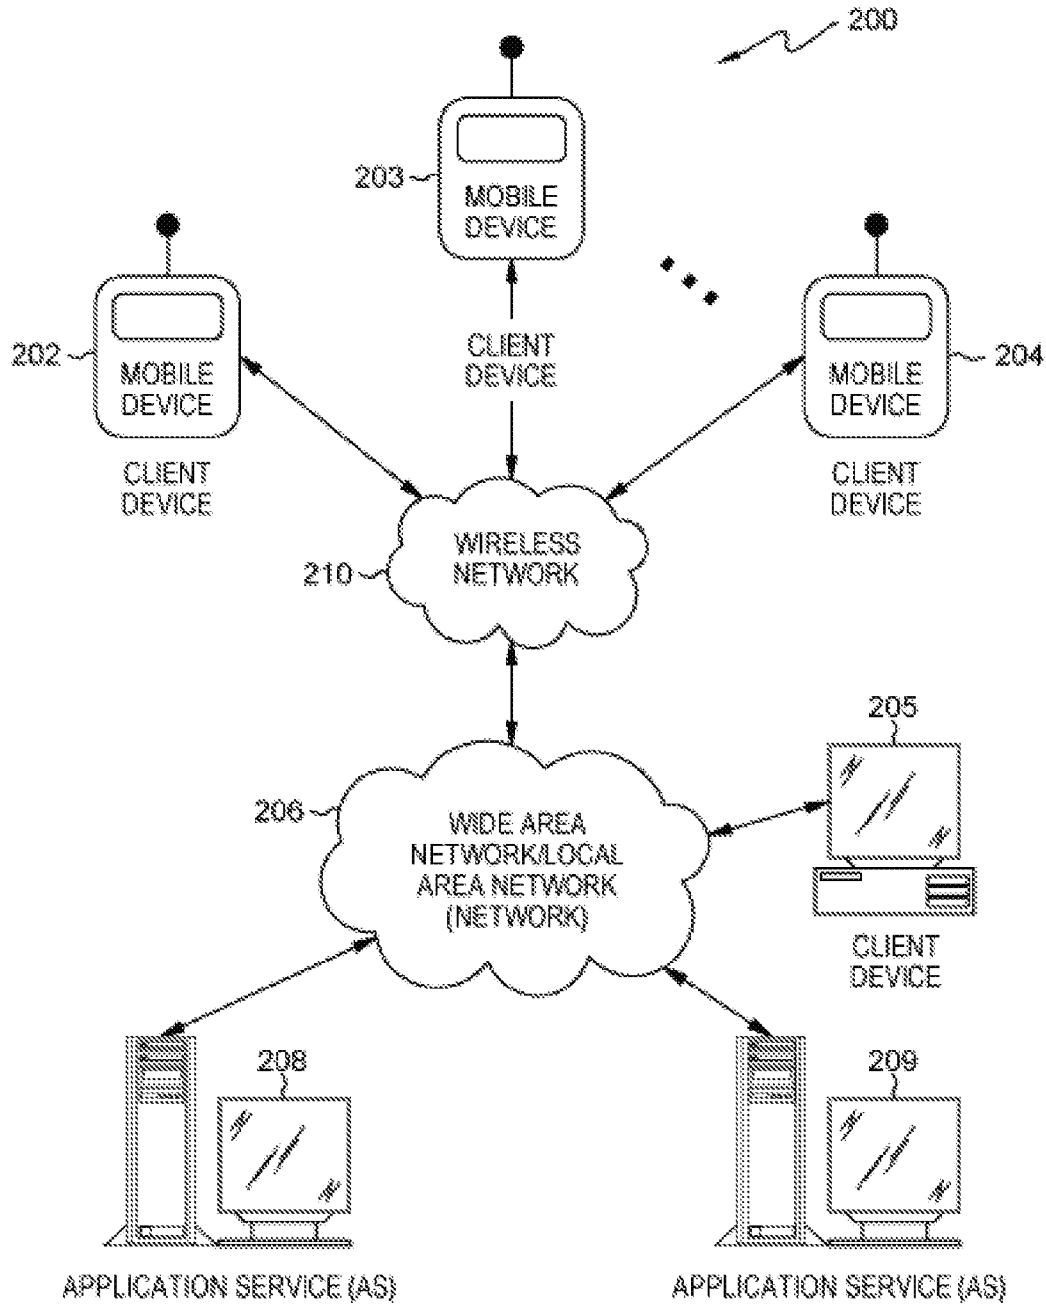 200
203
MOBILE
DEVICE
202
MOBILE
DEVICE
CLIENT
DEVICE
CLIENT
DEVICE
204
MOBILE
DEVICE
CLIENT
DEVICE
210
WIRELESS
NETWORK
205
206
WIDE AREA
NETWORK/LOCAL
AREA NETWORK
(NETWORK)
CLIENT
DEVICE
208
209
APPLICATION SERVICE (AS)
APPLICATION SERVICE (AS)